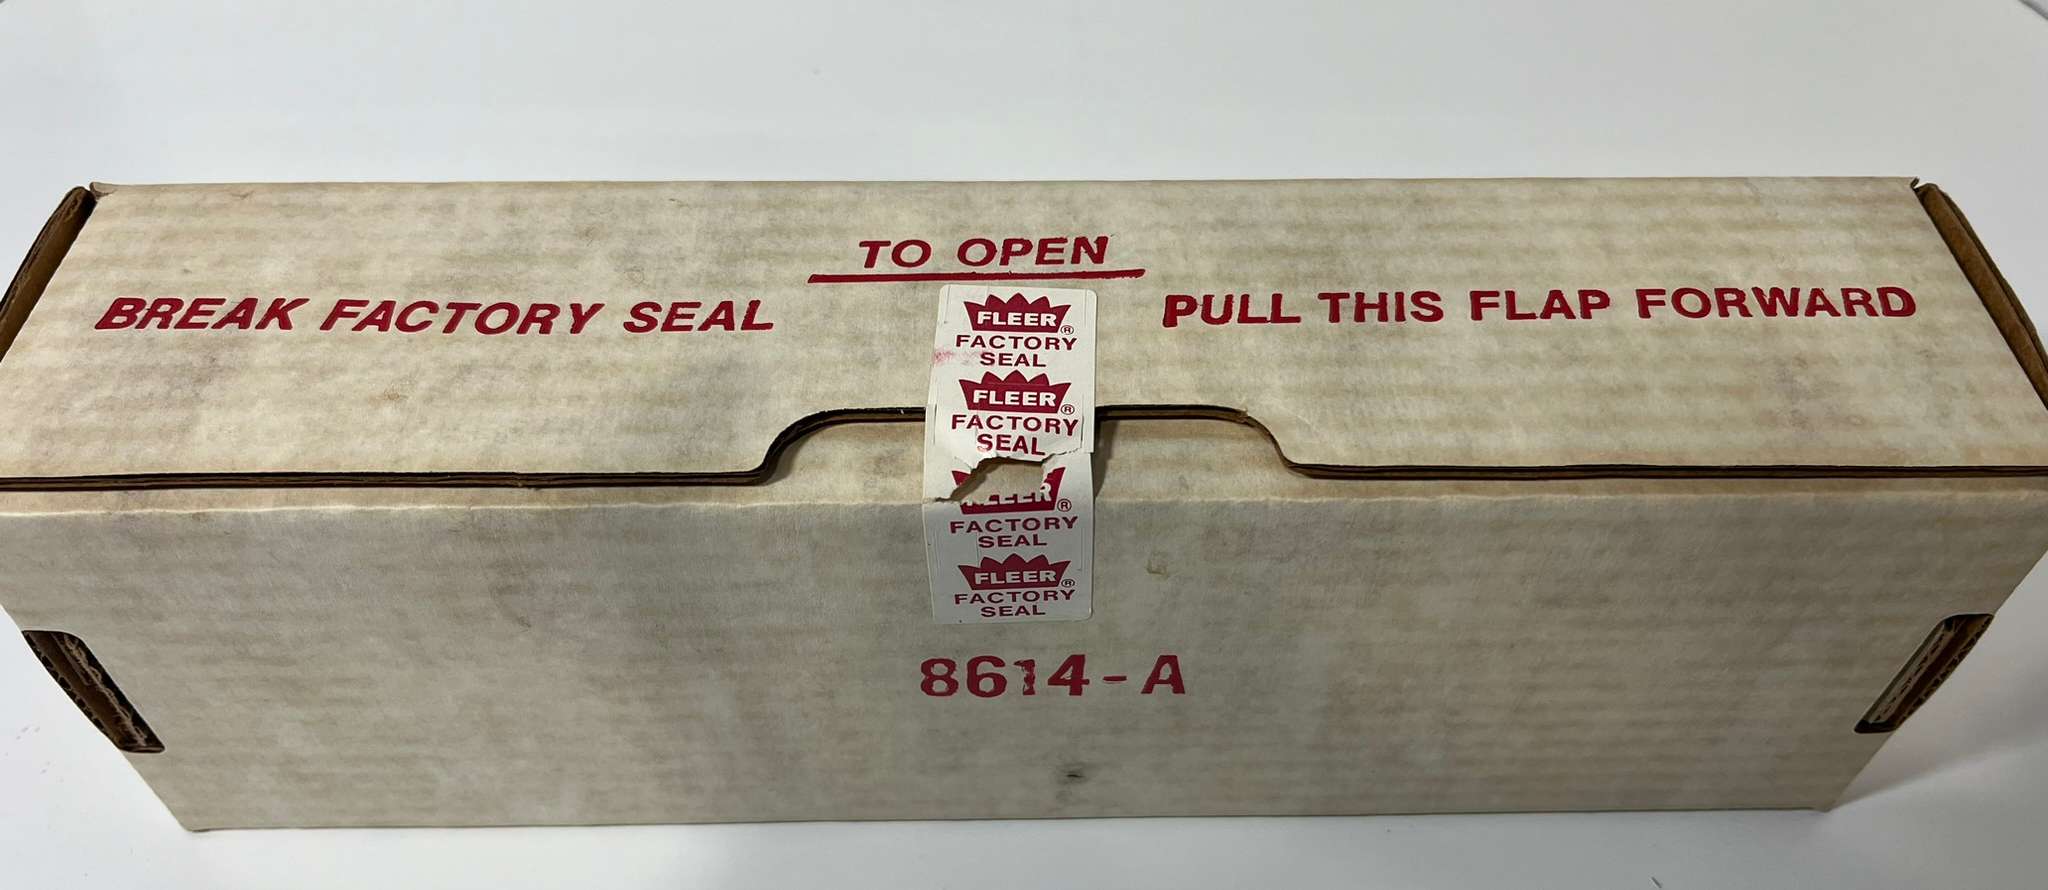 TO OPEN
BREAK FACTORY SEAL
PULL THIS FLAP FORWARD
FLEER®
FACTORY
SEAL
FLEER®
FACTORY
SEAL
FLEER®
FACTORY
SEAL
FLEER®
FACTORY
SEAL
8614-A